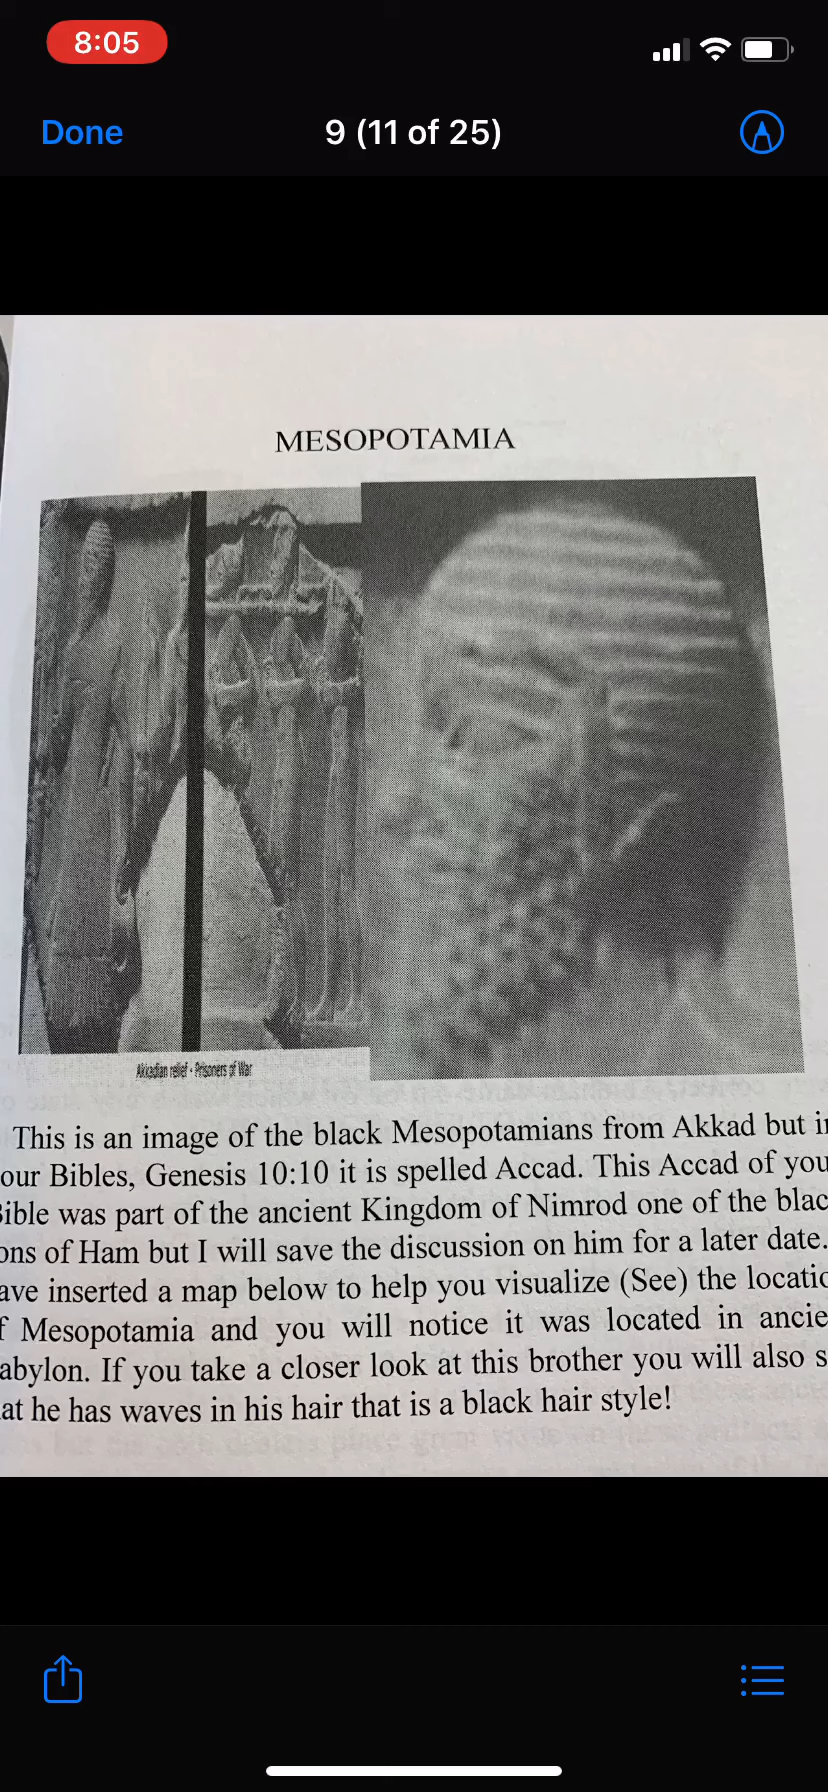 8:05
Done
9 (11 of 25)
MESOPOTAMIA
Akkadian relief - Prisoners of War
This is an image of the black Mesopotamians from Akkad but in
our Bibles, Genesis 10:10 it is spelled Accad. This Accad of you
Bible was part of the ancient Kingdom of Nimrod one of the blac
ons of Ham but I will save the discussion on him for a later date.
ave inserted a map below to help you visualize (See) the locatio
f Mesopotamia and you will notice it was located in ancie
abylon. If you take a closer look at this brother you will also s
at he has waves in his hair that is a black hair style!